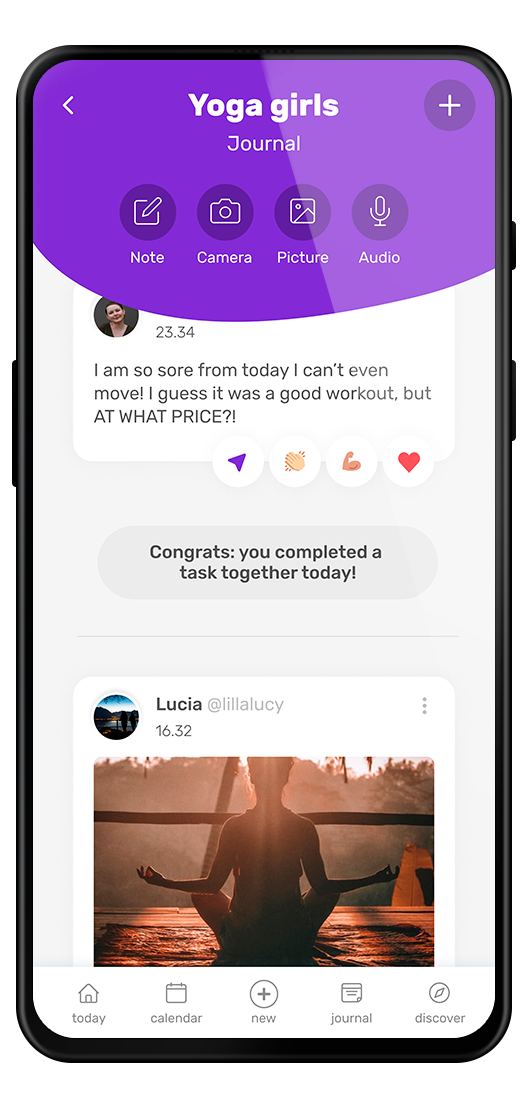 Yoga girls
Journal
Note Camera Picture Audio
23.34
I am so sore from today I can't even
move! I guess it was a good workout, but
AT WHAT PRICE?!
Congrats: you completed a
task together today!
Lucia @lillalucy
16.32
today calendar new journal discover